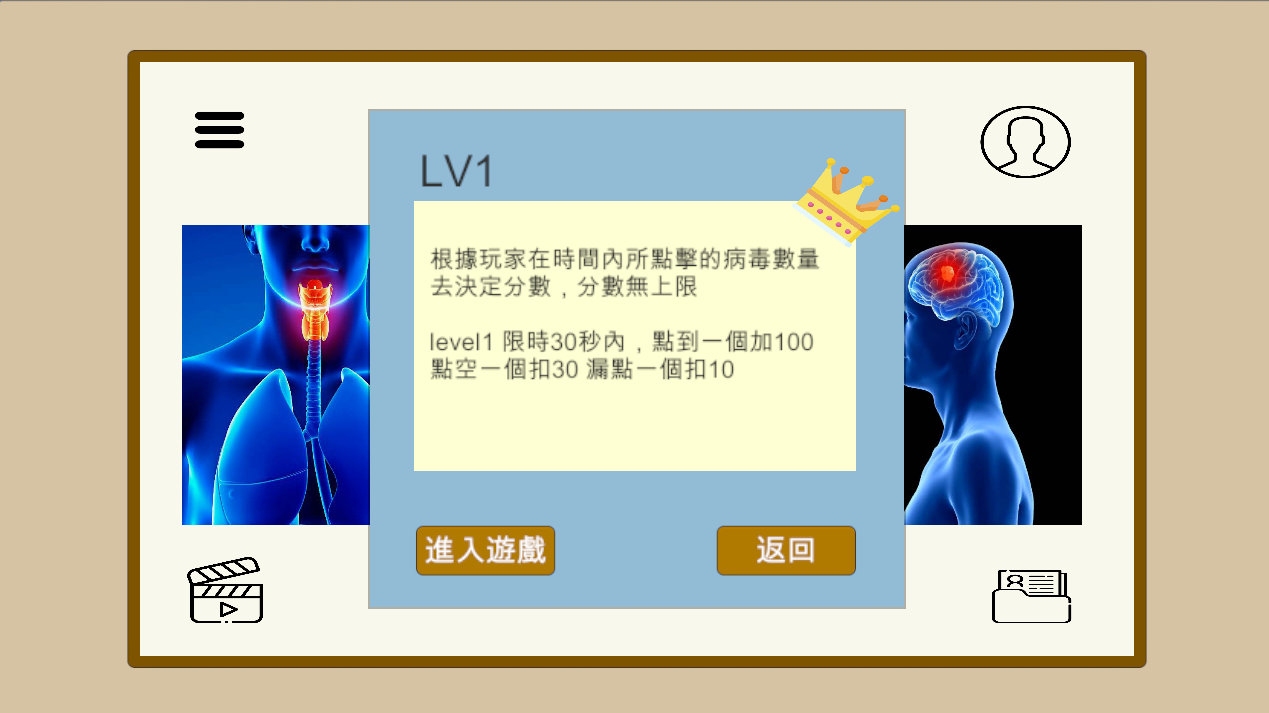 LV1
根據玩家在時間內所點擊的病毒數量
去決定分數，分數無上限
level1 限時30秒內，點到一個加100
點空一個扣30 漏點一個扣10
進入遊戲
返回